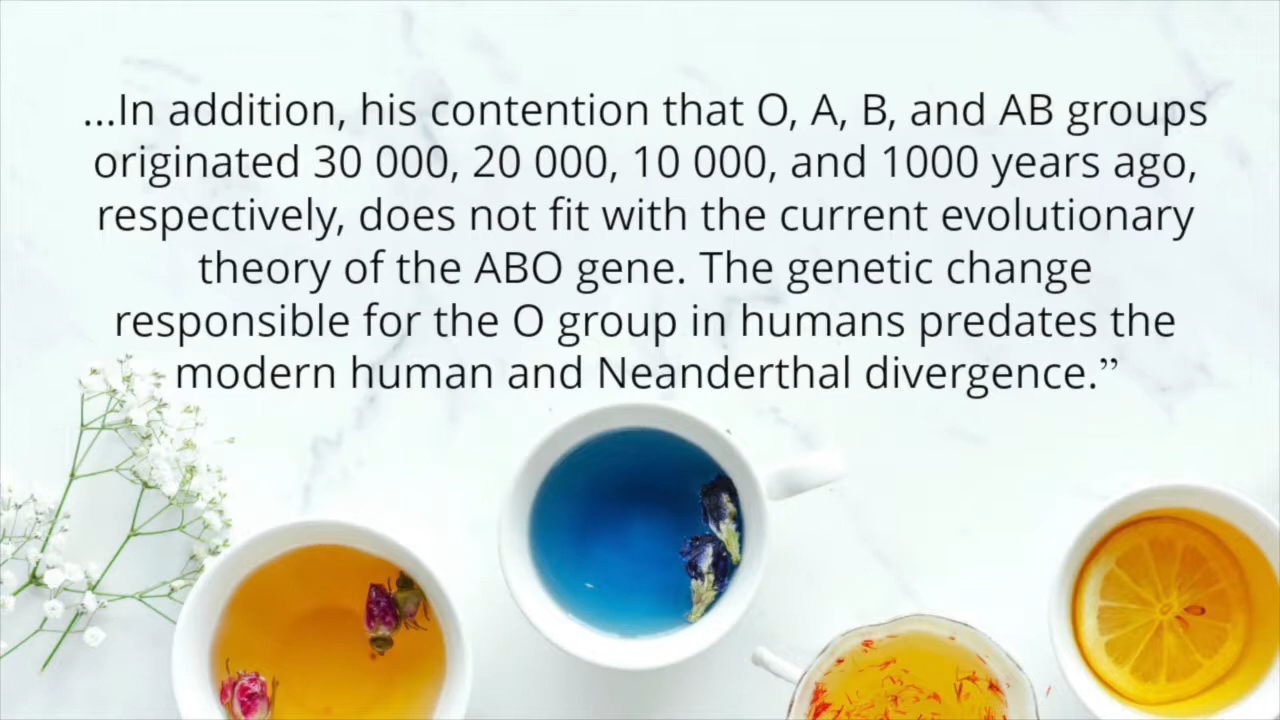 ...In addition, his contention that O, A, B, and AB groups
originated 30 000, 20 000, 10 000, and 1000 years ago,
respectively, does not fit with the current evolutionary
theory of the ABO gene. The genetic change
responsible for the O group in humans predates the
modern human and Neanderthal divergence.”